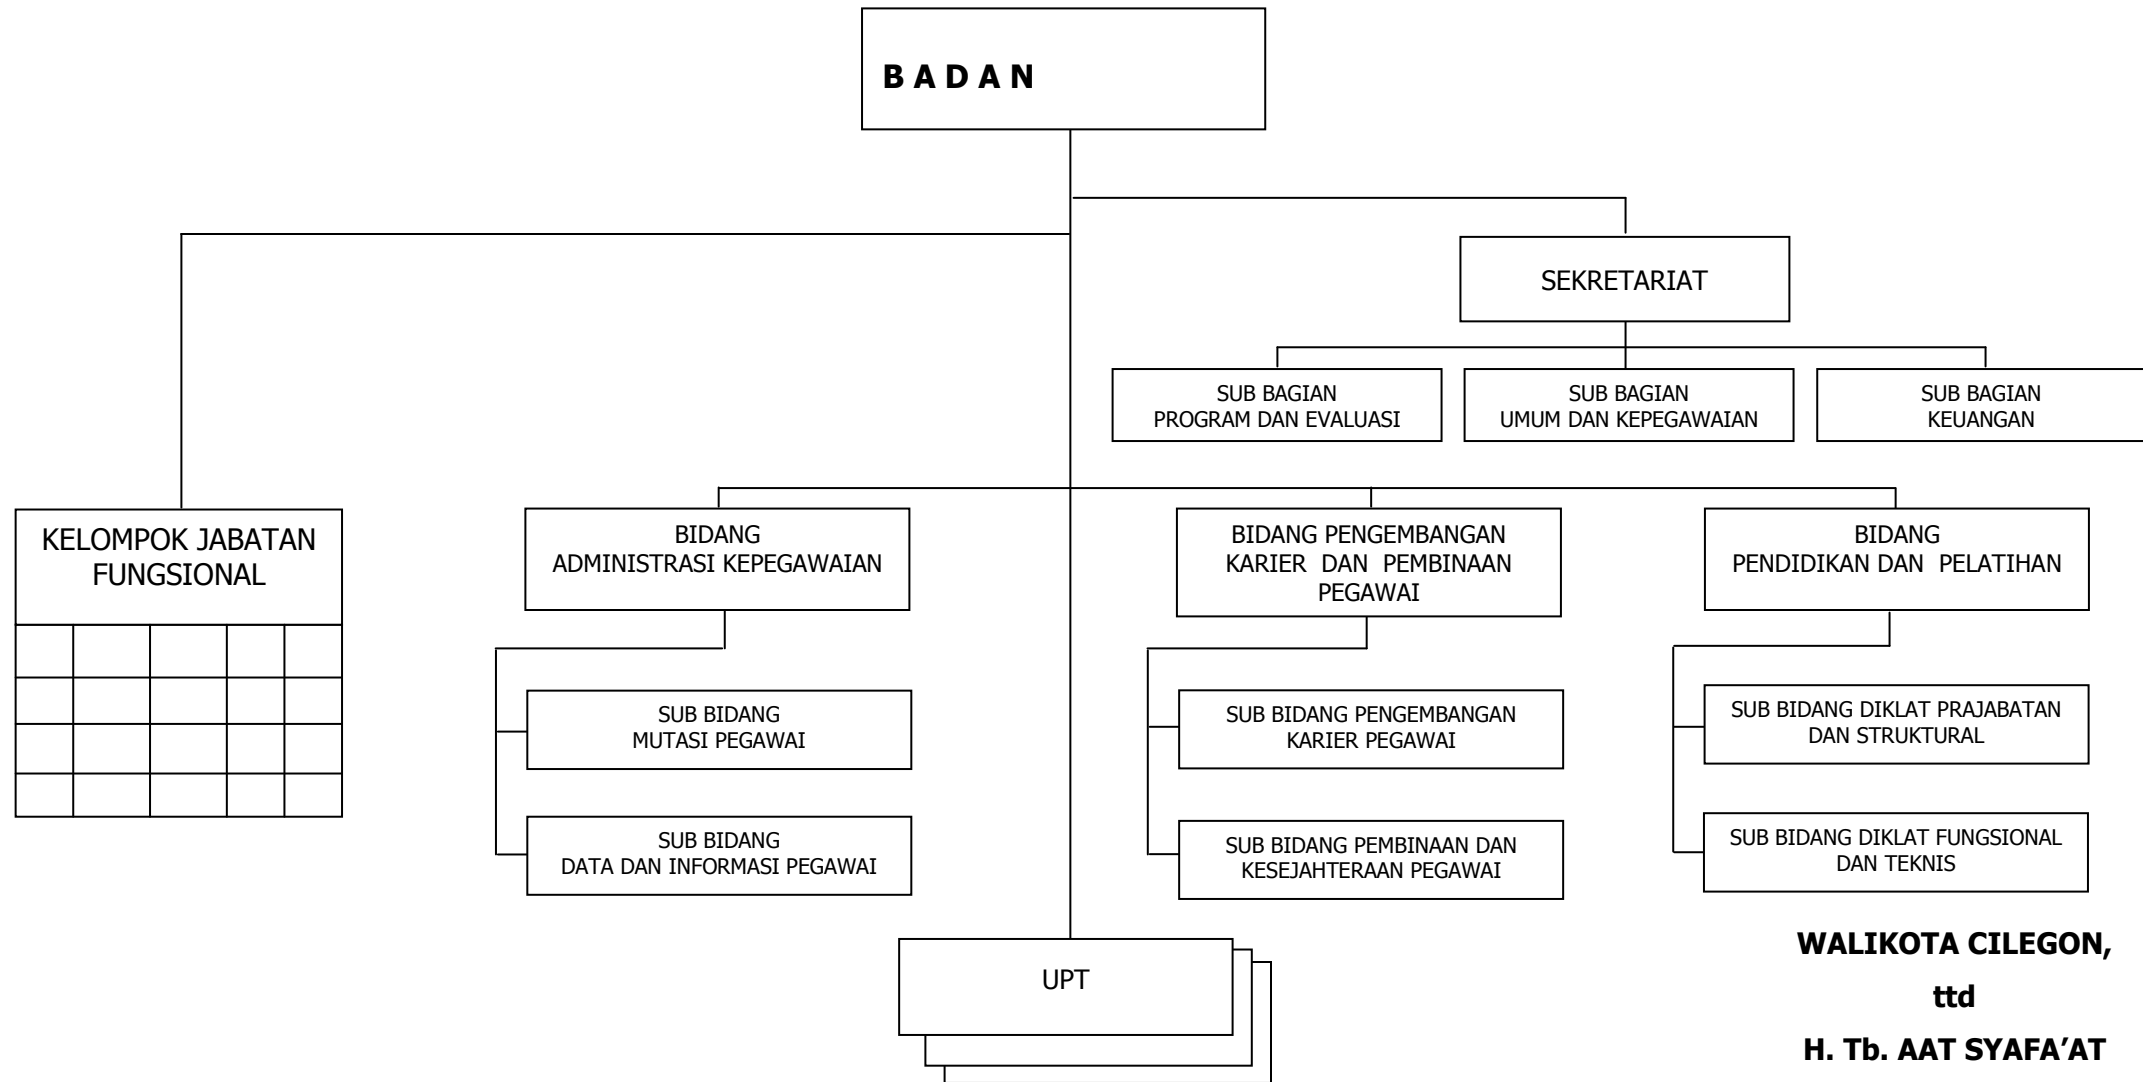 B A D A N
SEKRETARIAT
SUB BAGIAN
PROGRAM DAN EVALUASI
SUB BAGIAN
UMUM DAN KEPEGAWAIAN
SUB BAGIAN
KEUANGAN
KELOMPOK JABATAN
FUNGSIONAL
BIDANG
ADMINISTRASI KEPEGAWAIAN
BIDANG PENGEMBANGAN
KARIER DAN PEMBINAAN
PEGAWAI
BIDANG
PENDIDIKAN DAN PELATIHAN
SUB BIDANG
MUTASI PEGAWAI
SUB BIDANG PENGEMBANGAN
KARIER PEGAWAI
SUB BIDANG DIKLAT PRAJABATAN
DAN STRUKTURAL
SUB BIDANG
DATA DAN INFORMASI PEGAWAI
SUB BIDANG PEMBINAAN DAN
KESEJAHTERAAN PEGAWAI
SUB BIDANG DIKLAT FUNGSIONAL
DAN TEKNIS
UPT
WALIKOTA CILEGON,
ttd
H. Tb. AAT SYAFA’AT